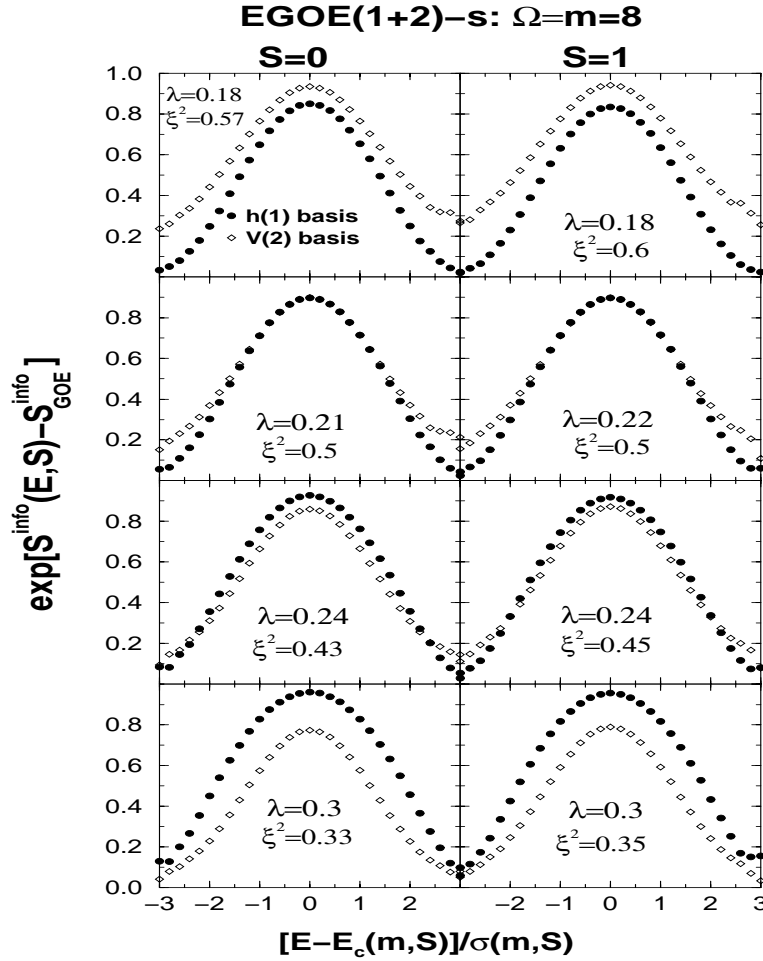 EGOE(1+2)-s: Ω=m=8
S=0 S=1
1.0
0.8
0.6
0.4
0.2
λ=0.18
ξ²=0.57
h(1) basis
V(2) basis
λ=0.18
ξ²=0.6
0.8
0.6
0.4
0.2
λ=0.21
ξ²=0.5
λ=0.22
ξ²=0.5
0.8
0.6
0.4
0.2
λ=0.24
ξ²=0.43
λ=0.24
ξ²=0.45
0.8
0.6
0.4
0.2
0.0
λ=0.3
ξ²=0.33
λ=0.3
ξ²=0.35
−3 −2 −1 0 1 2 −2 −1 0 1 2 3
exp[S^info(E,S)−S^info_GOE]
[E−E_c(m,S)]/σ(m,S)